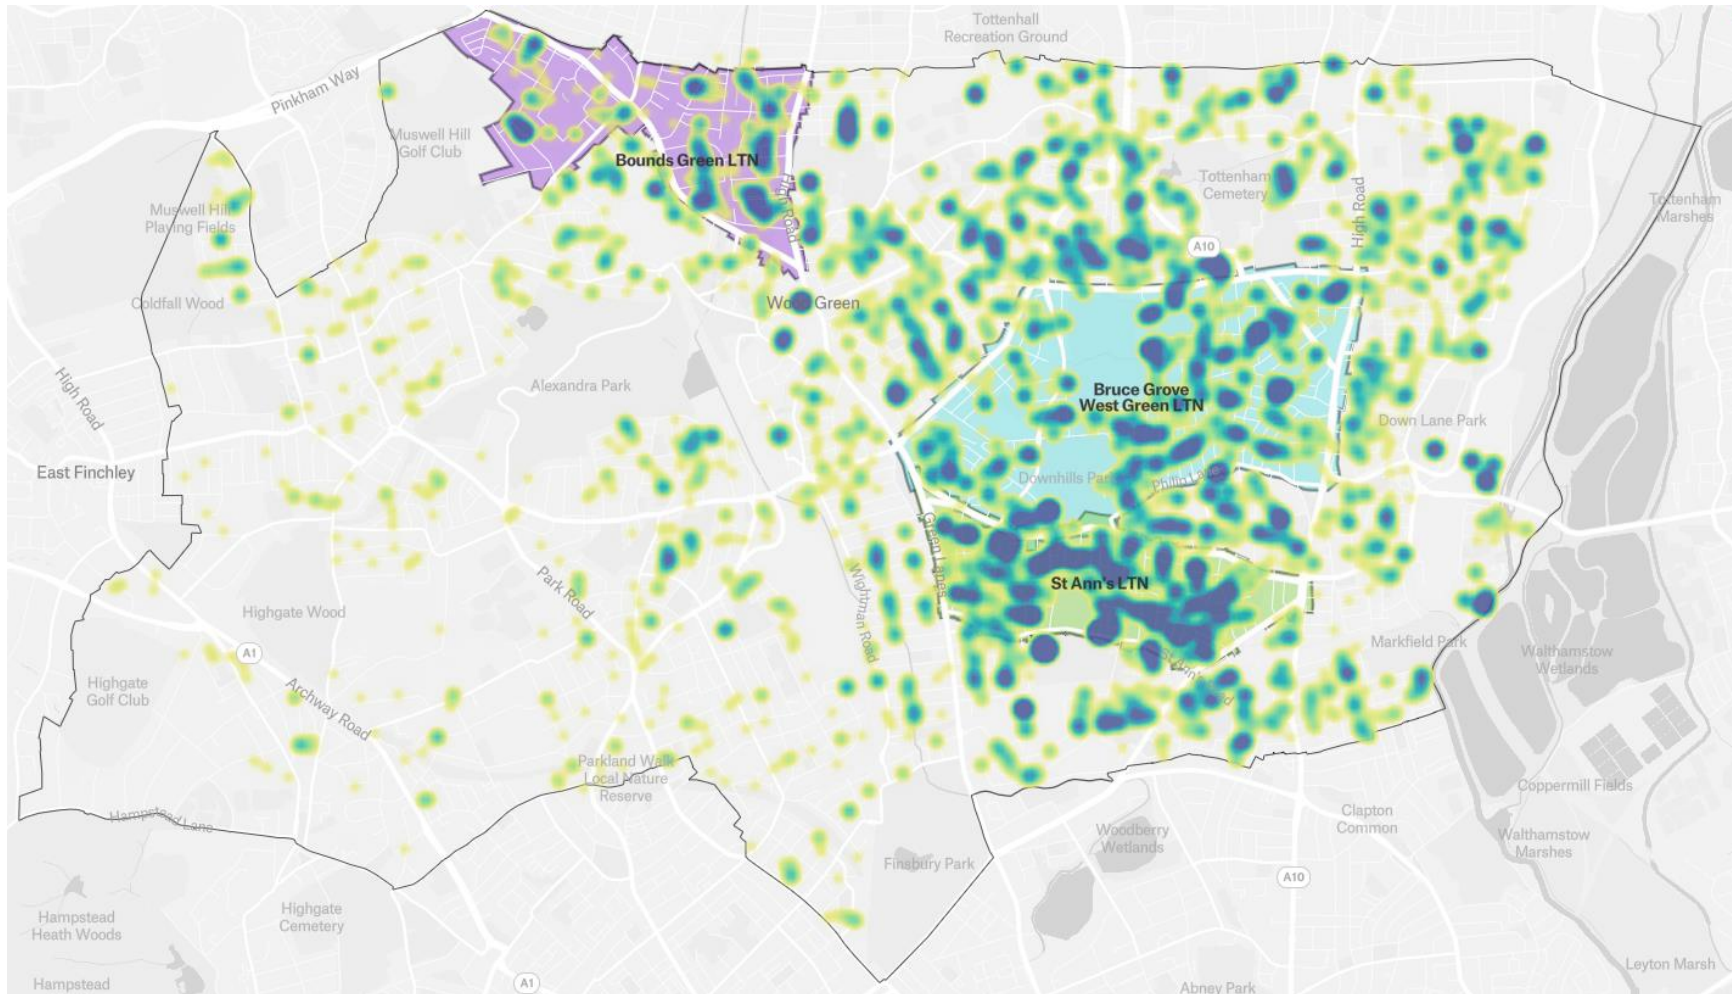 Tottenhall
Recreation Ground
Pinkham Way
Muswell Hill
Golf Club
Bounds Green LTN
High Road
Tottenham
Cemetery
High Road
Tottenham
Marshes
Muswell Hill
Playing Fields
A10
Coldfall Wood
Wood Green
Alexandra Park
High Road
Bruce Grove
West Green LTN
Down Lane Park
East Finchley
Downhills Park
Philip Lane
Green Lanes
St Ann's LTN
Park Road
Wightman Road
Highgate Wood
A1
Markfield Park
Walthamstow
Wetlands
Highgate
Golf Club
Archway Road
St Ann's Road
Parkland Walk
Local Nature
Reserve
Coppermill Fields
Hampstead Lane
Clapton
Common
Woodberry
Wetlands
Walthamstow
Marshes
Finsbury Park
A10
Hampstead
Heath Woods
Highgate
Cemetery
Leyton Marsh
Hampstead
A1
Abney Park